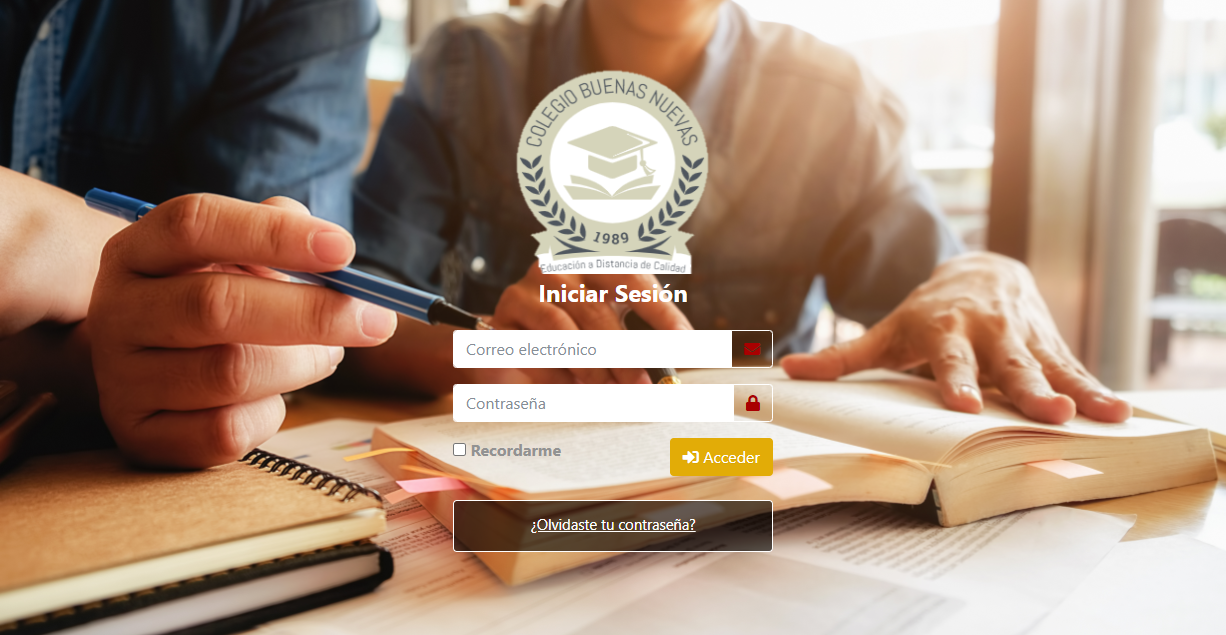 COLEGIO BUENAS NUEVAS
1989
Educación a Distancia de Calidad
Iniciar Sesión
Correo electrónico
Contraseña
Recordarme
Acceder
¿Olvidaste tu contraseña?